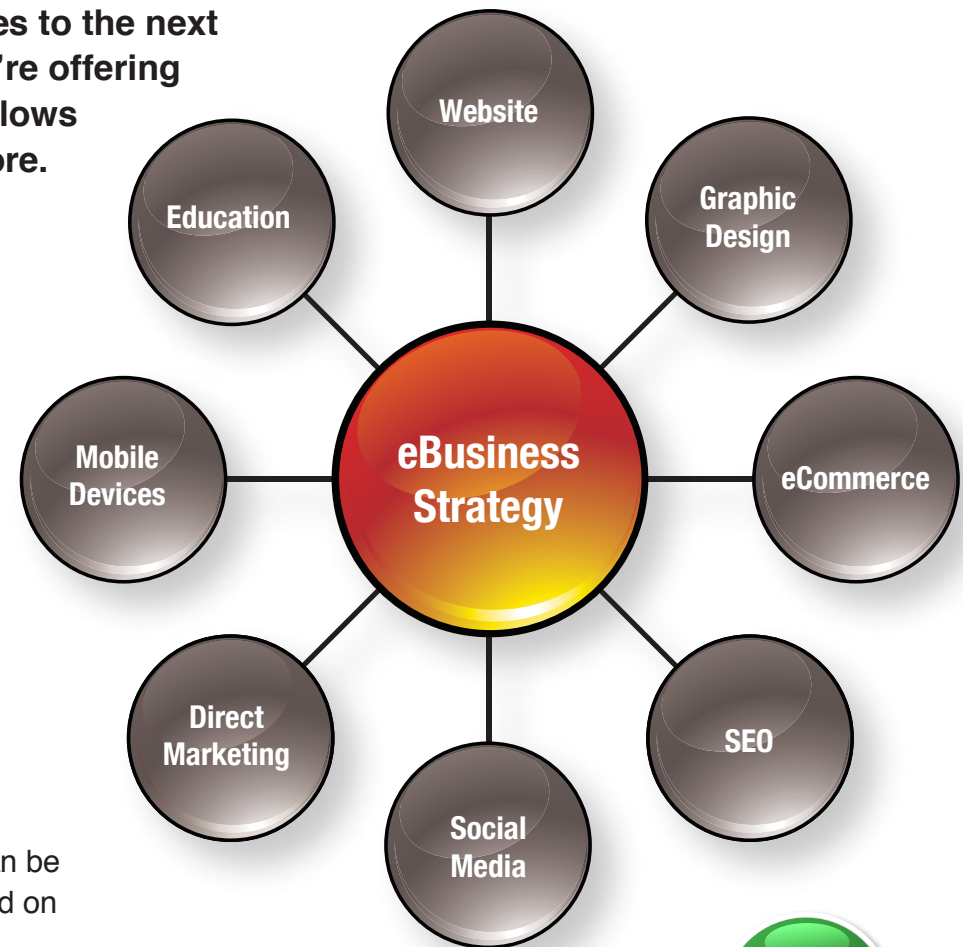 es to the next
're offering
lows
ore.
Website
Graphic
Design
Education
eBusiness
Strategy
Mobile
Devices
eCommerce
Direct
Marketing
SEO
Social
Media
n be
d on